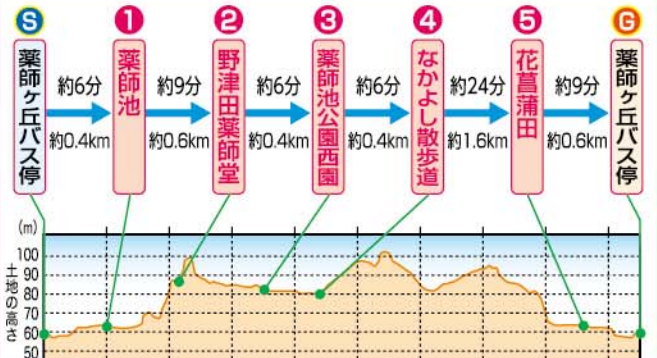 S 1 2 3 4 5 G
薬師ヶ丘バス停
約6分
約0.4km
薬師池
約9分
約0.6km
野津田薬師堂
約6分
約0.4km
薬師池公園西園
約6分
約0.4km
なかよし散歩道
約24分
約1.6km
花菖蒲田
約9分
約0.6km
薬師ヶ丘バス停
(m)
土地の高さ
100
90
80
70
60
50